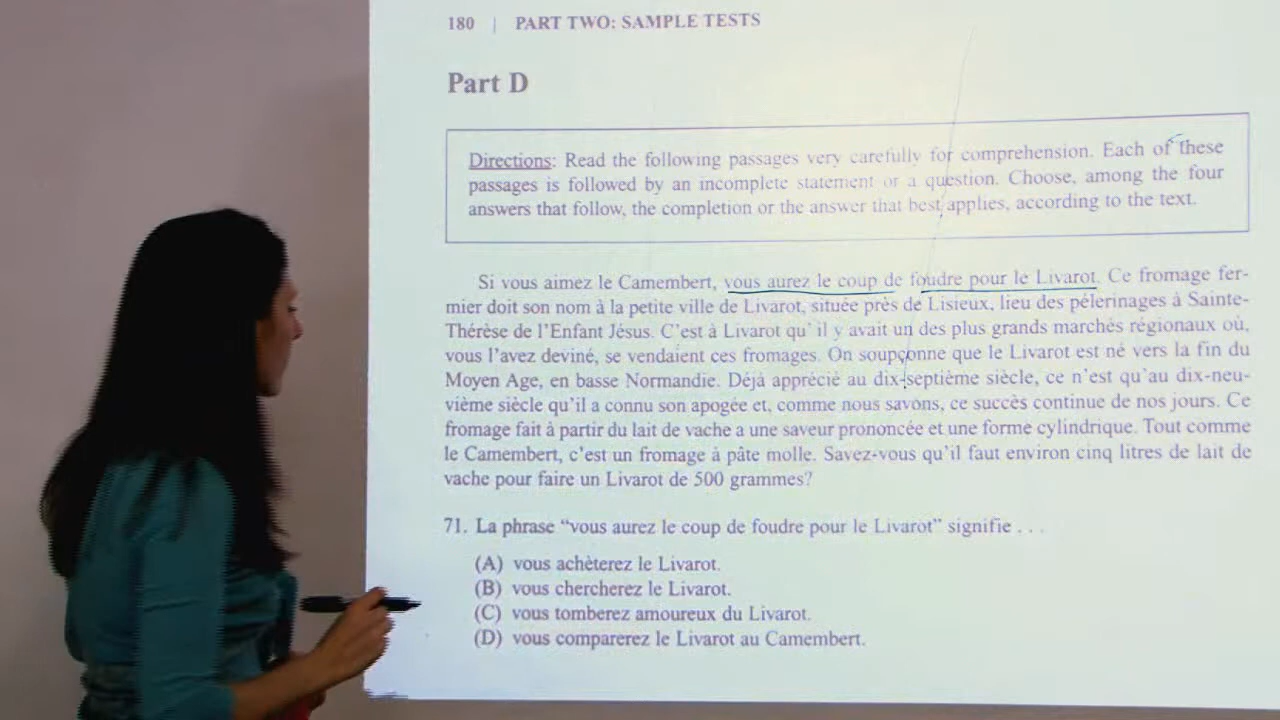 180 | PART TWO: SAMPLE TESTS
Part D
Directions: Read the following passages very carefully for comprehension. Each of these
passages is followed by an incomplete statement or a question. Choose, among the four
answers that follow, the completion or the answer that best applies, according to the text.
Si vous aimez le Camembert, vous aurez le coup de foudre pour le Livarot. Ce fromage fer-
mier doit son nom à la petite ville de Livarot, située près de Lisieux, lieu des pélerinages à Sainte-
Thérèse de l'Enfant Jésus. C'est à Livarot qu'il y avait un des plus grands marchés régionaux où,
vous l'avez deviné, se vendaient ces fromages. On soupçonne que le Livarot est né vers la fin du
Moyen Age, en basse Normandie. Déjà apprécié au dix-septième siècle, ce n'est qu'au dix-neu-
vième siècle qu'il a connu son apogée et, comme nous savons, ce succès continue de nos jours. Ce
fromage fait à partir du lait de vache a une saveur prononcée et une forme cylindrique. Tout comme
le Camembert, c'est un fromage à pâte molle. Savez-vous qu'il faut environ cinq litres de lait de
vache pour faire un Livarot de 500 grammes?
71. La phrase “vous aurez le coup de foudre pour le Livarot” signifie . . .
(A) vous achèterez le Livarot.
(B) vous chercherez le Livarot.
(C) vous tomberez amoureux du Livarot.
(D) vous comparerez le Livarot au Camembert.